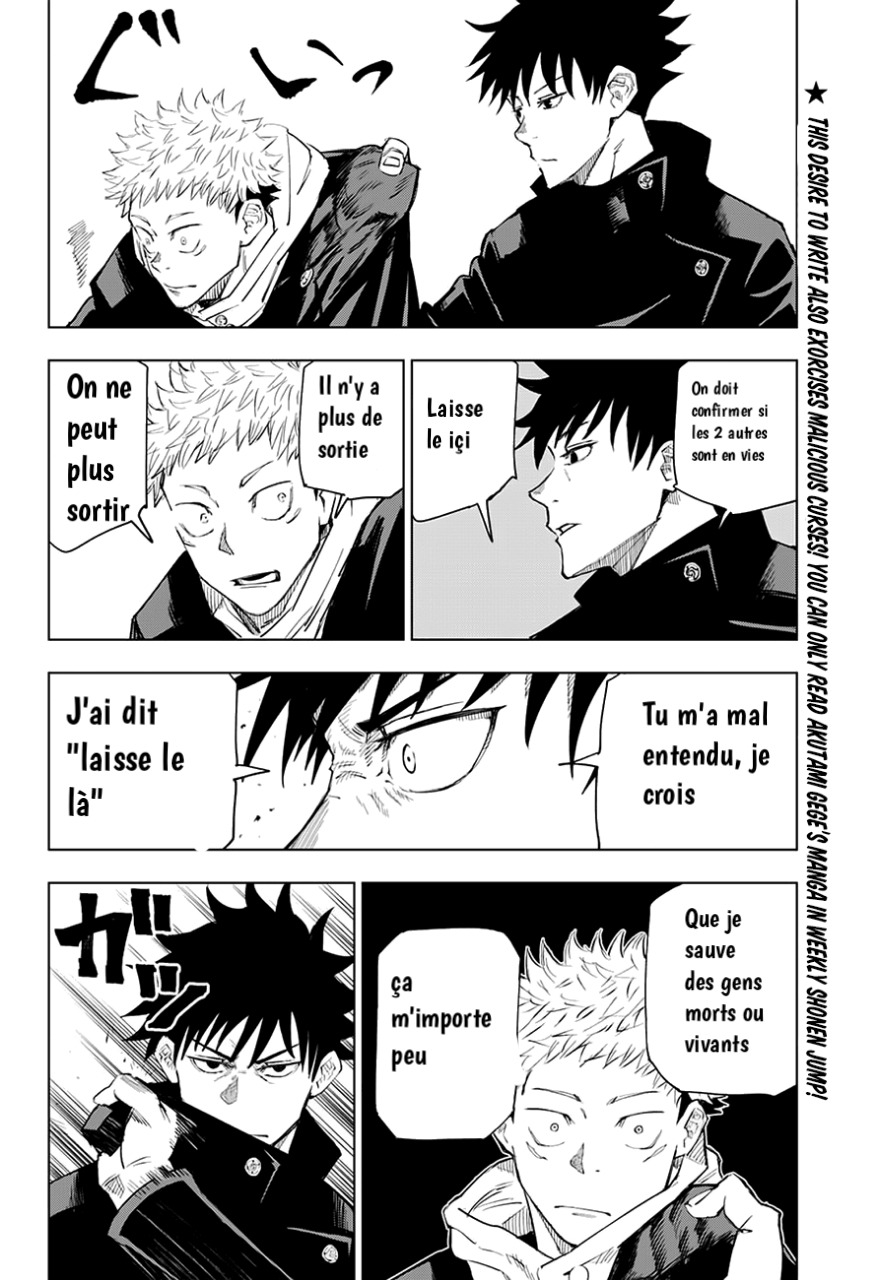 ぐいっ
On doit
confirmer si
les 2 autres
sont en vies
Laisse
le içi
Il n'y a
plus de
sortie
On ne
peut
plus
sortir
Tu m'a mal
entendu, je
crois
J'ai dit
"laisse le
là"
Que je
sauve
des gens
morts ou
vivants
ça
m'importe
peu
ガッ
★ THIS DESIRE TO WRITE ALSO EXORCISES MALICIOUS CURSES! YOU CAN ONLY READ AKUTAMI GEGE'S MANGA IN WEEKLY SHONEN JUMP!